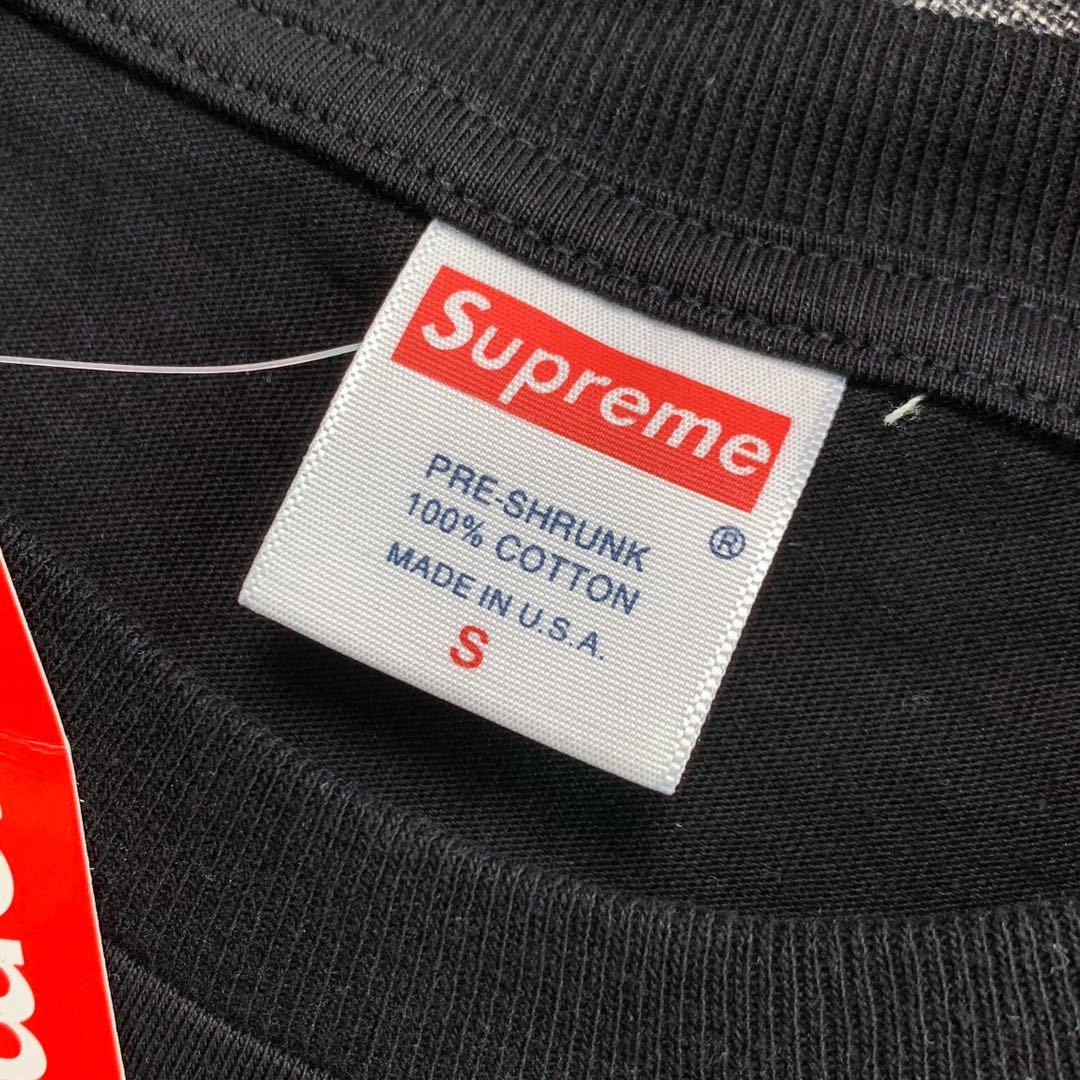 Supreme
®
PRE-SHRUNK
100% COTTON
MADE IN U.S.A.
S